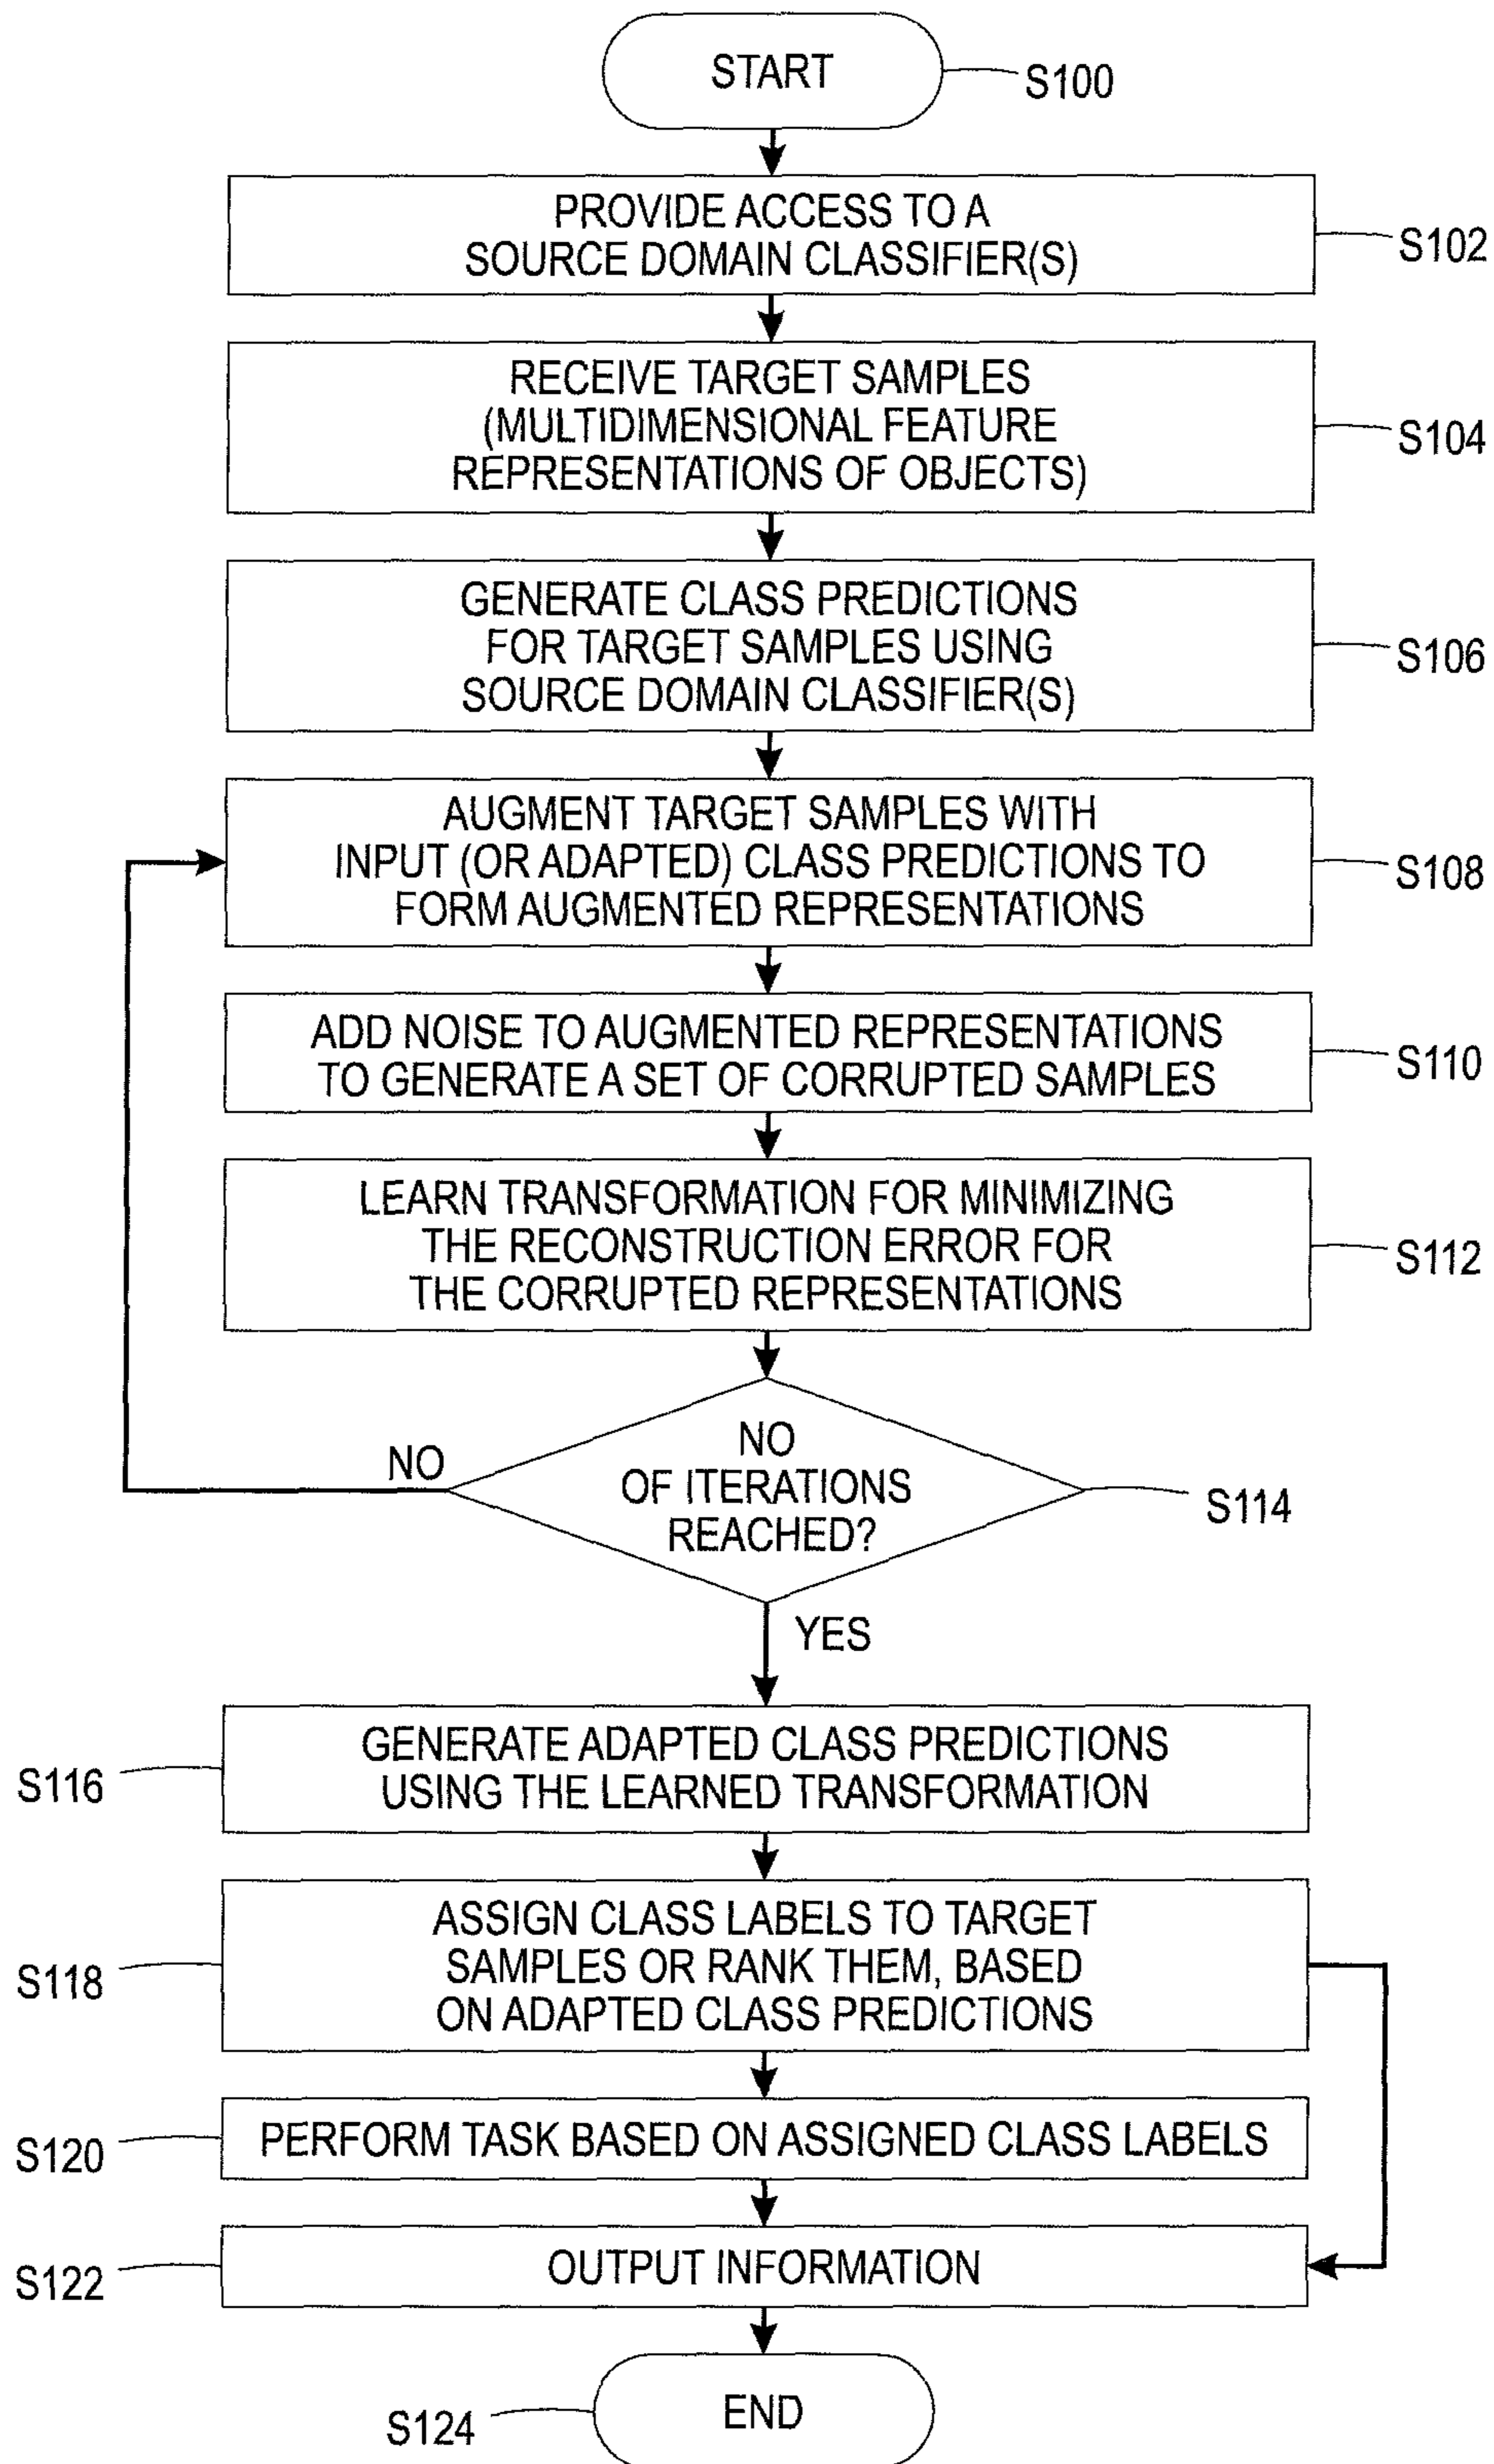 START
S100
PROVIDE ACCESS TO A
SOURCE DOMAIN CLASSIFIER(S)
S102
RECEIVE TARGET SAMPLES
(MULTIDIMENSIONAL FEATURE
REPRESENTATIONS OF OBJECTS)
S104
GENERATE CLASS PREDICTIONS
FOR TARGET SAMPLES USING
SOURCE DOMAIN CLASSIFIER(S)
S106
AUGMENT TARGET SAMPLES WITH
INPUT (OR ADAPTED) CLASS PREDICTIONS TO
FORM AUGMENTED REPRESENTATIONS
S108
ADD NOISE TO AUGMENTED REPRESENTATIONS
TO GENERATE A SET OF CORRUPTED SAMPLES
S110
LEARN TRANSFORMATION FOR MINIMIZING
THE RECONSTRUCTION ERROR FOR
THE CORRUPTED REPRESENTATIONS
S112
NO
NO
OF ITERATIONS
REACHED?
S114
YES
GENERATE ADAPTED CLASS PREDICTIONS
USING THE LEARNED TRANSFORMATION
S116
ASSIGN CLASS LABELS TO TARGET
SAMPLES OR RANK THEM, BASED
ON ADAPTED CLASS PREDICTIONS
S118
PERFORM TASK BASED ON ASSIGNED CLASS LABELS
S120
OUTPUT INFORMATION
S122
END
S124